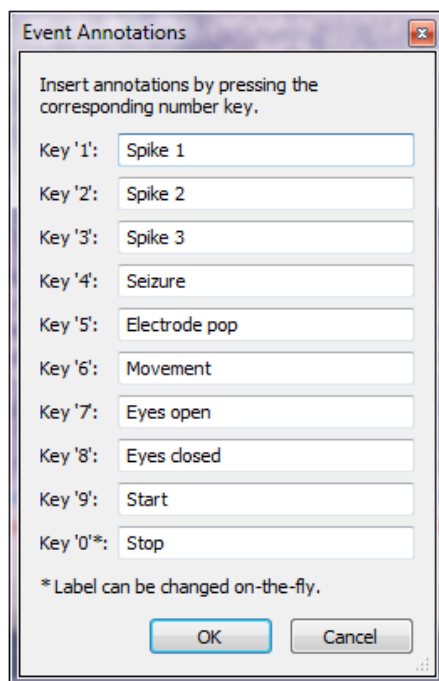 Event Annotations
Insert annotations by pressing the
corresponding number key.
Key '1': Spike 1
Key '2': Spike 2
Key '3': Spike 3
Key '4': Seizure
Key '5': Electrode pop
Key '6': Movement
Key '7': Eyes open
Key '8': Eyes closed
Key '9': Start
Key '0'*: Stop
* Label can be changed on-the-fly.
OK Cancel